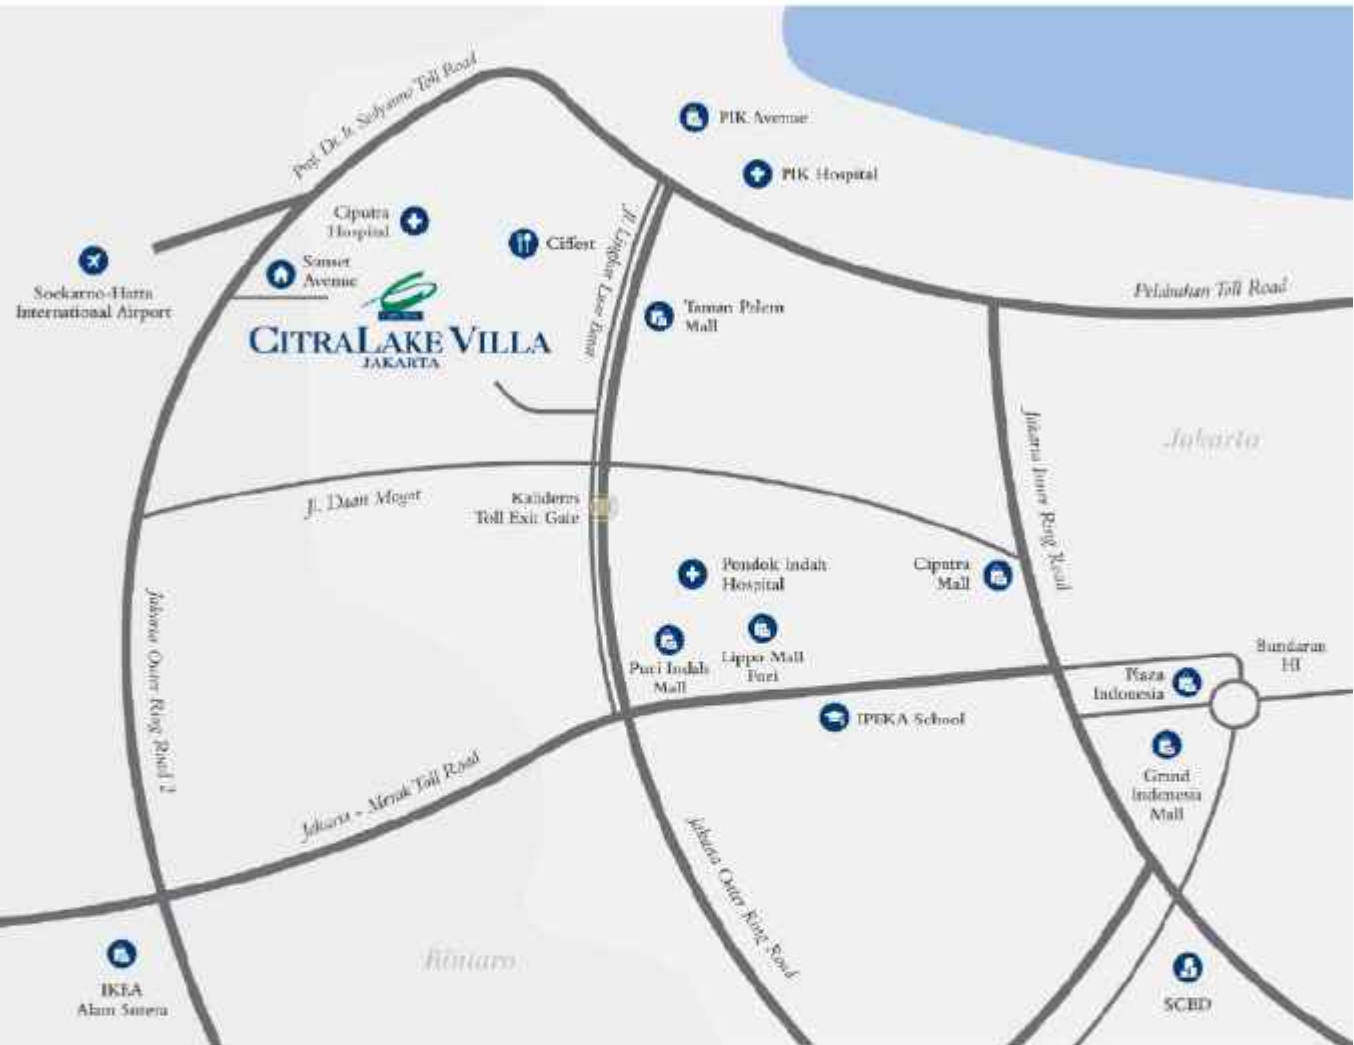 Prof. Dr. Ir. Sedyatmo Toll Road
PIK Avenue
PIK Hospital
Ciputra
Hospital
Ciffest
Jl. Lingkar Luar Barat
Soekarno-Hatta
International Airport
Sunset
Avenue
Pelabuhan Toll Road
Taman Palem
Mall
CITRALAKE VILLA
JAKARTA
Jakarta
Jakarta Inner Ring Road
Jl. Daan Mogot
Kalideres
Toll Exit Gate
Pondok Indah
Hospital
Ciputra
Mall
Jakarta Outer Ring Road 2
Puri Indah
Mall
Lippo Mall
Puri
Bundaran
HI
Plaza
Indonesia
IPEKA School
Grand
Indonesia
Mall
Jakarta - Merak Toll Road
Jakarta Outer Ring Road
Bintaro
IKEA
Alam Sutera
SCBD